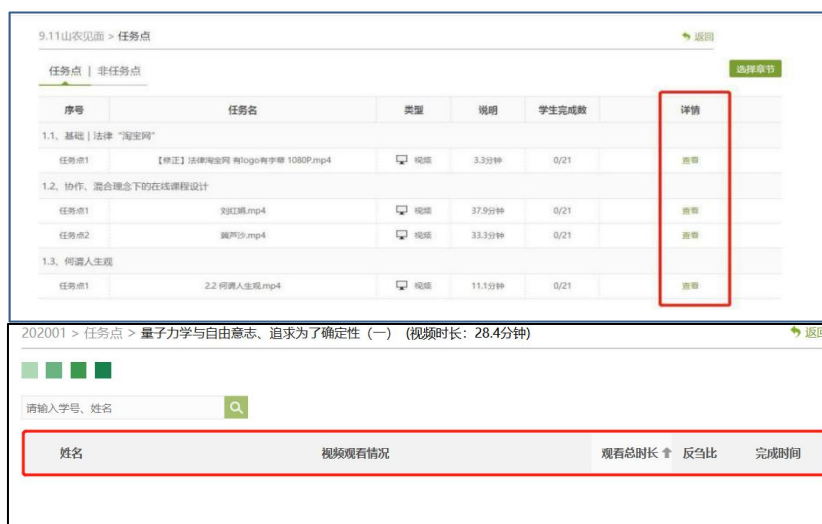 9.11山农见面 > 任务点 返回
任务点 | 非任务点 选择章节
序号 任务名 类型 说明 学生完成数 详情
1.1、基础 | 法律 “淘宝网”
任务点1 【修正】法律淘宝网 有logo有字幕 1080P.mp4 视频 3.3分钟 0/21 查看
1.2、协作、混合理念下的在线课程设计
任务点1 刘红娟.mp4 视频 37.9分钟 0/21 查看
任务点2 冀芦沙.mp4 视频 33.3分钟 0/21 查看
1.3、何谓人生观
任务点1 2.2 何谓人生观.mp4 视频 11.1分钟 0/21 查看
202001 > 任务点 > 量子力学与自由意志、追求为了确定性（一） (视频时长：28.4分钟) 返回
请输入学号、姓名
姓名 视频观看情况 观看总时长 反刍比 完成时间